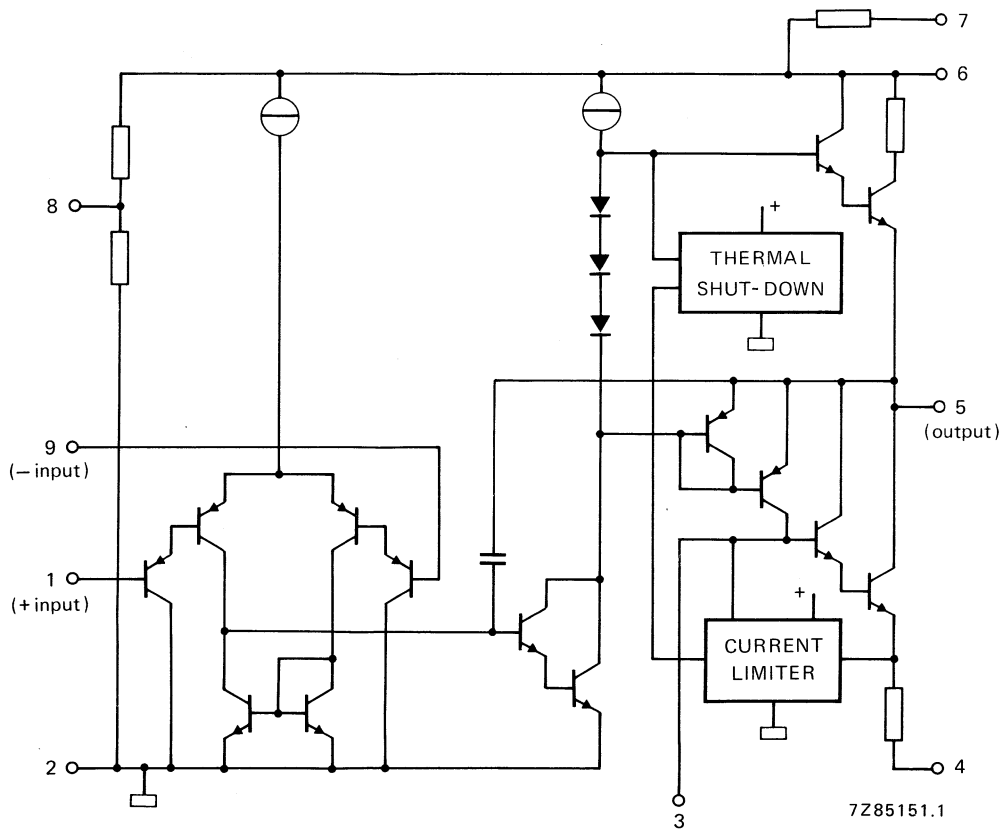 7
6
8
+
THERMAL
SHUT-DOWN
5
(output)
9
(– input)
1
(+ input)
+
CURRENT
LIMITER
2
4
3
7Z85151.1